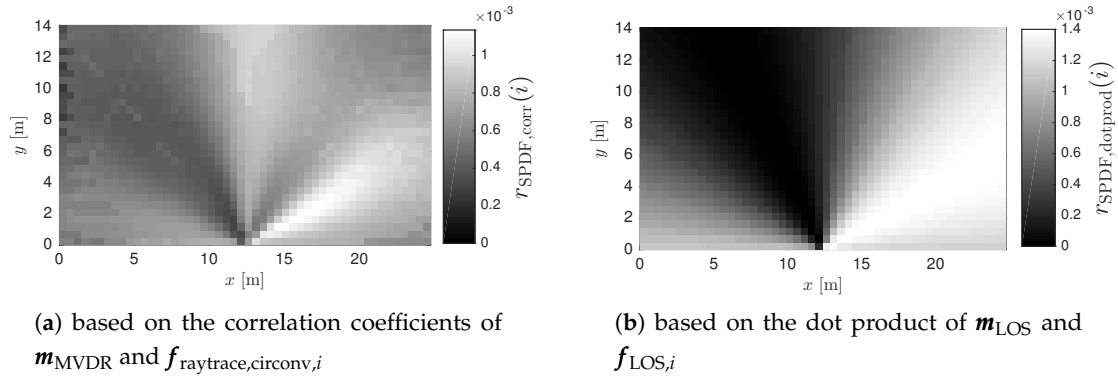 ×10⁻³
14
12
10
8
6
4
2
0
y [m]
0 5 10 15 20
x [m]
1
0.8
0.6
0.4
0.2
0
r_SPDF,corr(i)
(a) based on the correlation coefficients of
m_MVDR and f_raytrace,circonv,i
×10⁻³
14
12
10
8
6
4
2
0
y [m]
0 5 10 15 20
x [m]
1.4
1.2
1
0.8
0.6
0.4
0.2
0
r_SPDF,dotprod(i)
(b) based on the dot product of m_LOS and
f_LOS,i